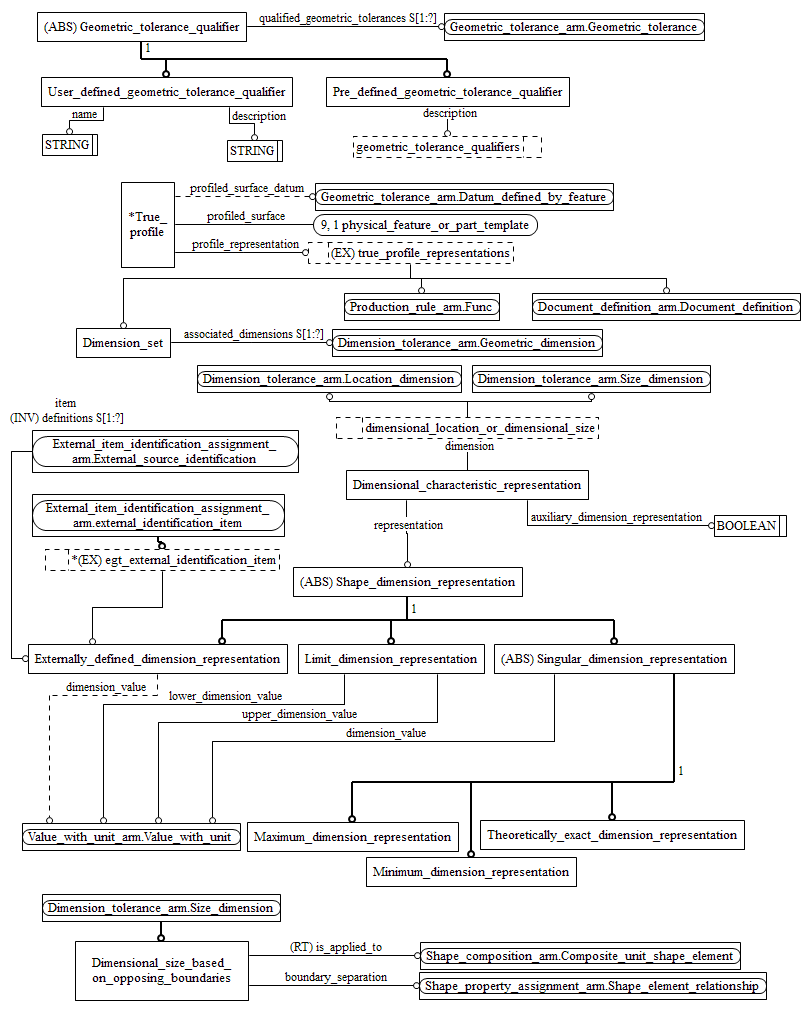 (ABS) Geometric_tolerance_qualifier
qualified_geometric_tolerances S[1:?]
Geometric_tolerance_arm.Geometric_tolerance
1
User_defined_geometric_tolerance_qualifier
Pre_defined_geometric_tolerance_qualifier
name
description
description
STRING
STRING
geometric_tolerance_qualifiers
*True_
profile
profiled_surface_datum
Geometric_tolerance_arm.Datum_defined_by_feature
profiled_surface
9, 1 physical_feature_or_part_template
profile_representation
(EX) true_profile_representations
Production_rule_arm.Func
Document_definition_arm.Document_definition
Dimension_set
associated_dimensions S[1:?]
Dimension_tolerance_arm.Geometric_dimension
Dimension_tolerance_arm.Location_dimension
Dimension_tolerance_arm.Size_dimension
item
(INV) definitions S[1:?]
dimensional_location_or_dimensional_size
External_item_identification_assignment_
arm.External_source_identification
dimension
Dimensional_characteristic_representation
External_item_identification_assignment_
arm.external_identification_item
representation
auxiliary_dimension_representation
BOOLEAN
*(EX) egt_external_identification_item
(ABS) Shape_dimension_representation
1
Externally_defined_dimension_representation
Limit_dimension_representation
(ABS) Singular_dimension_representation
dimension_value
lower_dimension_value
upper_dimension_value
dimension_value
1
Value_with_unit_arm.Value_with_unit
Maximum_dimension_representation
Theoretically_exact_dimension_representation
Minimum_dimension_representation
Dimension_tolerance_arm.Size_dimension
Dimensional_size_based_
on_opposing_boundaries
(RT) is_applied_to
Shape_composition_arm.Composite_unit_shape_element
boundary_separation
Shape_property_assignment_arm.Shape_element_relationship